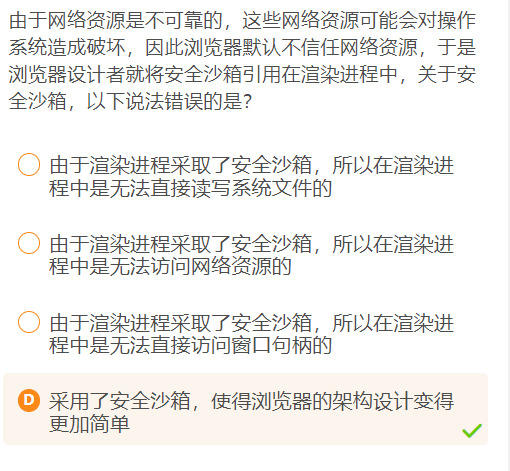 由于网络资源是不可靠的，这些网络资源可能会对操作
系统造成破坏，因此浏览器默认不信任网络资源，于是
浏览器设计者就将安全沙箱引用在渲染进程中，关于安
全沙箱，以下说法错误的是？
由于渲染进程采取了安全沙箱，所以在渲染进
程中是无法直接读写系统文件的
由于渲染进程采取了安全沙箱，所以在渲染进
程中是无法访问网络资源的
由于渲染进程采取了安全沙箱，所以在渲染进
程中是无法直接访问窗口句柄的
D 采用了安全沙箱，使得浏览器的架构设计变得
更加简单